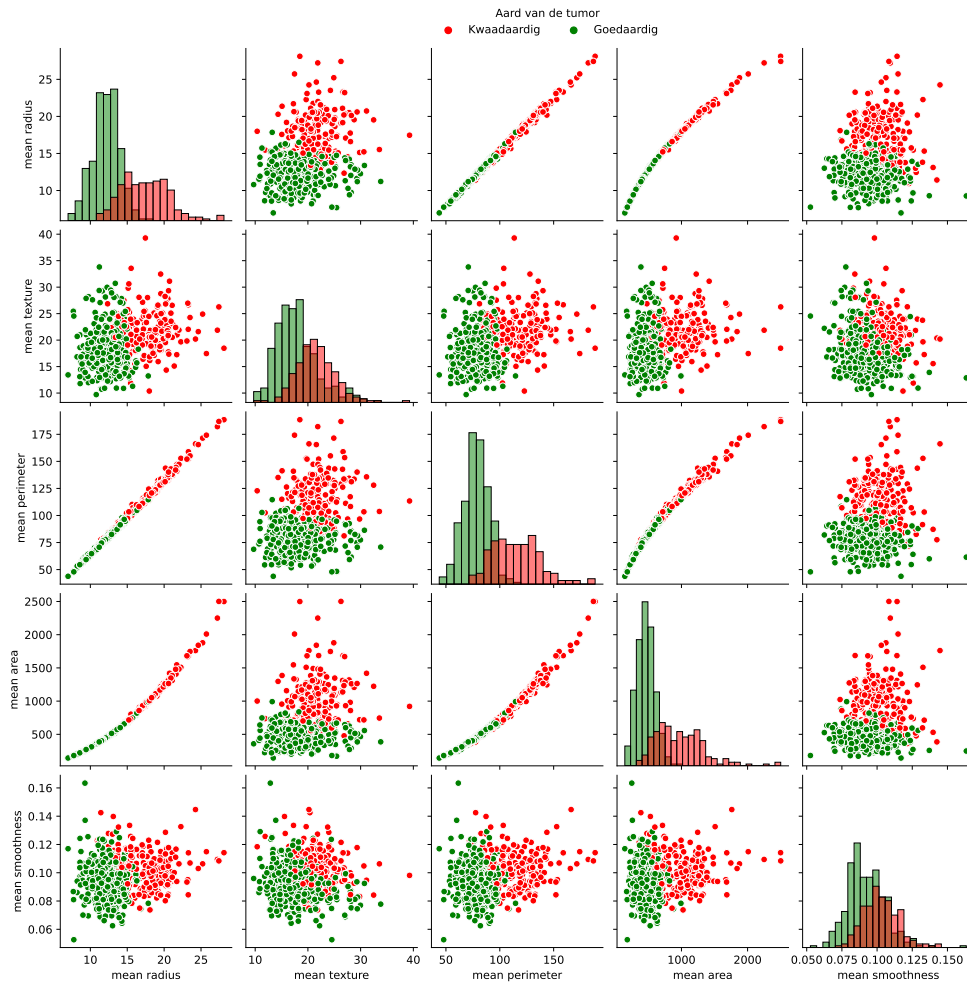 Aard van de tumor
Kwaadaardig Goedaardig
mean radius
25
20
15
10
mean texture
40
35
30
25
20
15
10
mean perimeter
175
150
125
100
75
50
mean area
2500
2000
1500
1000
500
mean smoothness
0.16
0.14
0.12
0.10
0.08
0.06
10 15 20 25
10 20 30 40
50 100 150
1000 2000
0.050 0.075 0.100 0.125 0.150
mean radius mean texture mean perimeter mean area mean smoothness